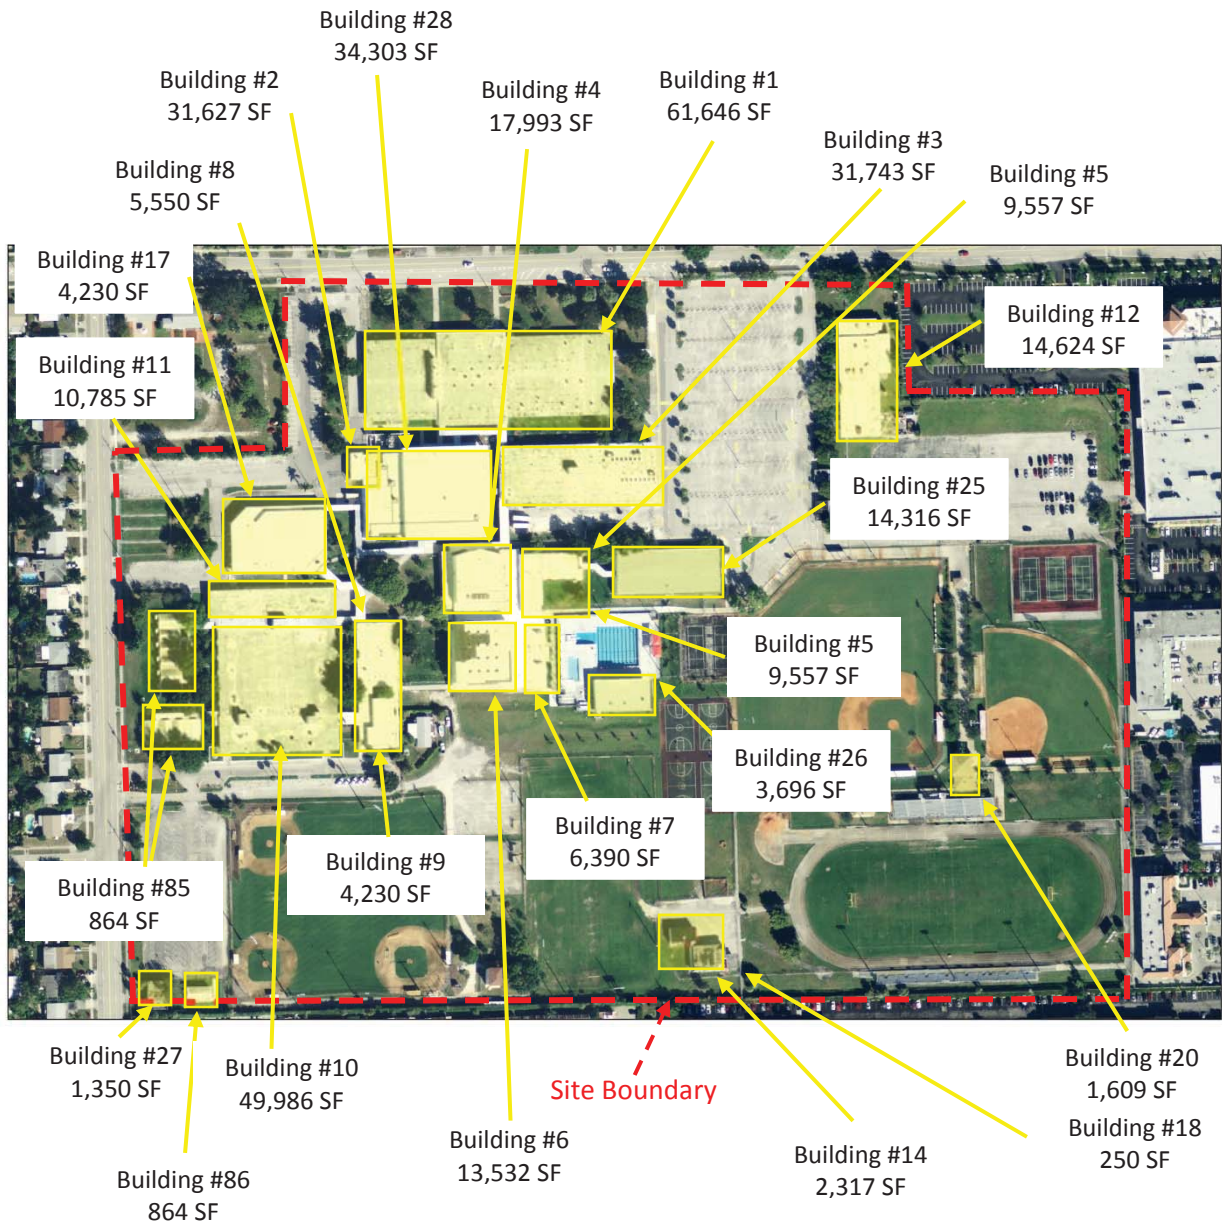 Building #28
34,303 SF
Building #2
31,627 SF
Building #4
17,993 SF
Building #1
61,646 SF
Building #3
31,743 SF
Building #8
5,550 SF
Building #5
9,557 SF
Building #17
4,230 SF
Building #12
14,624 SF
Building #11
10,785 SF
Building #25
14,316 SF
Building #5
9,557 SF
Building #26
3,696 SF
Building #7
6,390 SF
Building #9
4,230 SF
Building #85
864 SF
Building #27
1,350 SF
Building #10
49,986 SF
Site Boundary
Building #20
1,609 SF
Building #6
13,532 SF
Building #18
250 SF
Building #14
2,317 SF
Building #86
864 SF